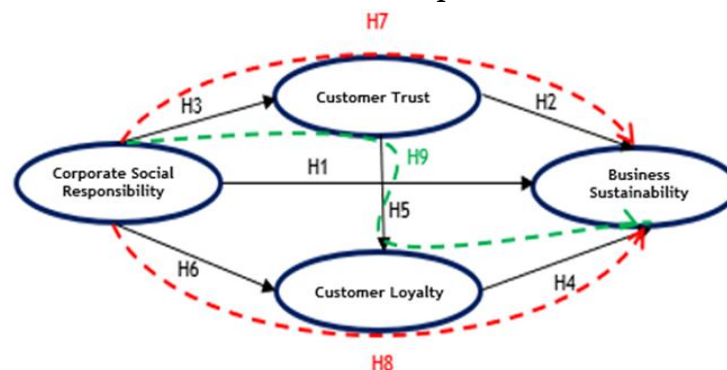 H7
Customer Trust
H3
H2
H9
Corporate Social
Responsibility
H1
Business
Sustainability
H5
H6
Customer Loyalty
H4
H8